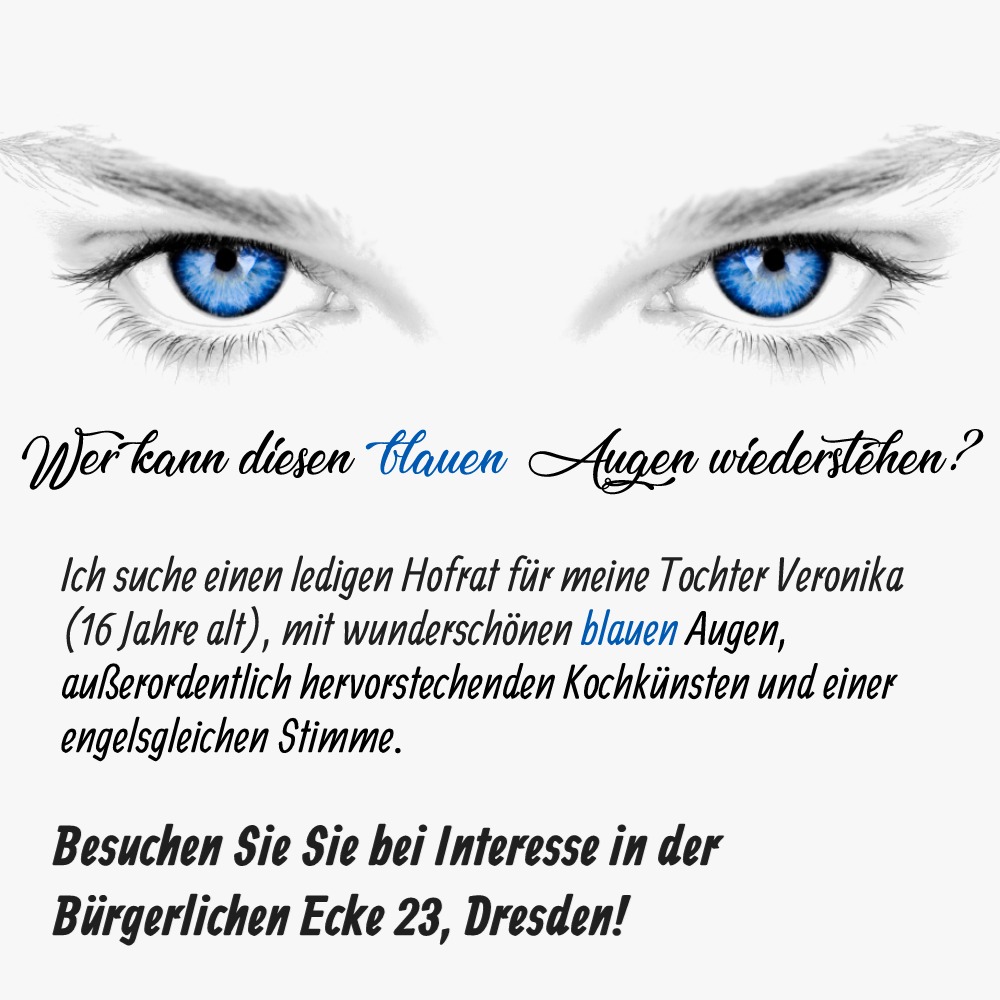 Wer kann diesen blauen Augen wiederstehen?
Ich suche einen ledigen Hofrat für meine Tochter Veronika
(16 Jahre alt), mit wunderschönen blauen Augen,
außerordentlich hervorstechenden Kochkünsten und einer
engelsgleichen Stimme.
Besuchen Sie Sie bei Interesse in der
Bürgerlichen Ecke 23, Dresden!